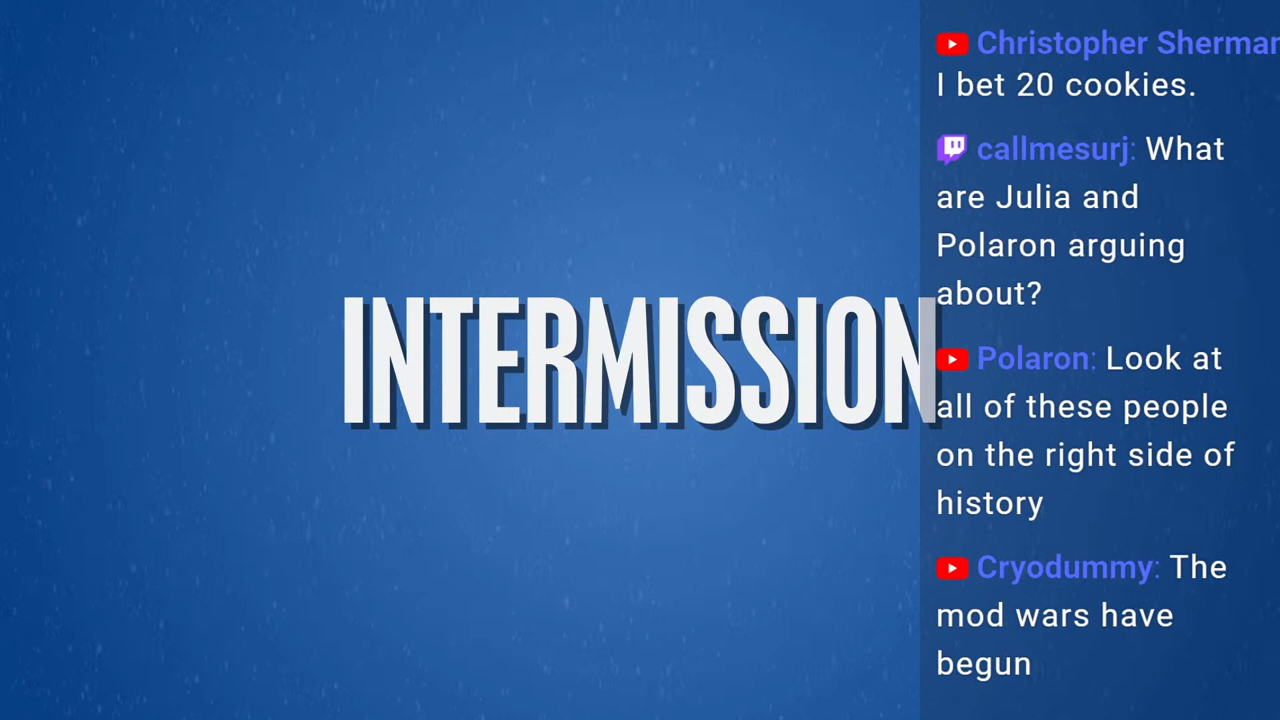 INTERMISSION
Christopher Sherman
I bet 20 cookies.
callmesurj: What
are Julia and
Polaron arguing
about?
Polaron: Look at
all of these people
on the right side of
history
Cryodummy: The
mod wars have
begun